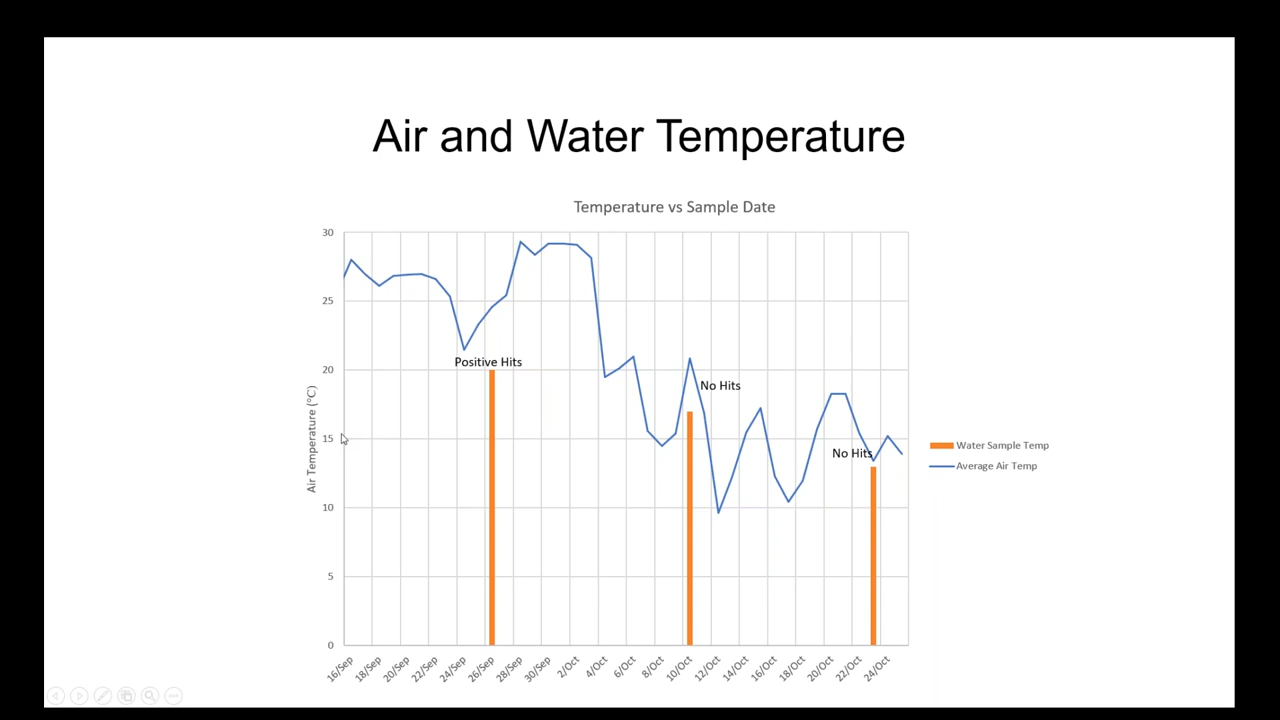 Air and Water Temperature
Temperature vs Sample Date
30
25
20
15
10
5
0
Air Temperature (°C)
Positive Hits
No Hits
No Hits
Water Sample Temp
Average Air Temp
16/Sep
18/Sep
20/Sep
22/Sep
24/Sep
26/Sep
28/Sep
30/Sep
2/Oct
4/Oct
6/Oct
8/Oct
10/Oct
12/Oct
14/Oct
16/Oct
18/Oct
20/Oct
22/Oct
24/Oct